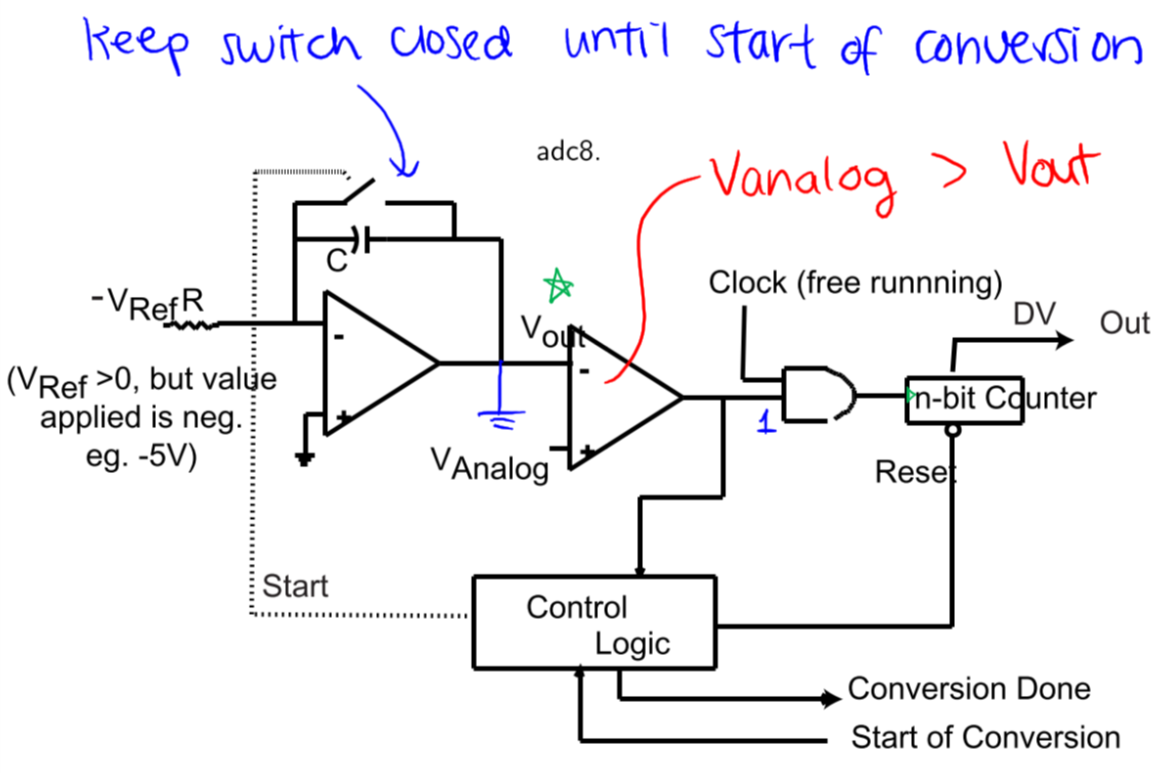 keep switch closed until start of conversion
adc8.
Vanalog > Vout
Clock (free runnning)
DV
Out
C
-VRef R
Vout
-
-
(VRef >0, but value
applied is neg.
eg. -5V)
+
n-bit Counter
1
VAnalog
+
Reset
Start
Control
Logic
Conversion Done
Start of Conversion